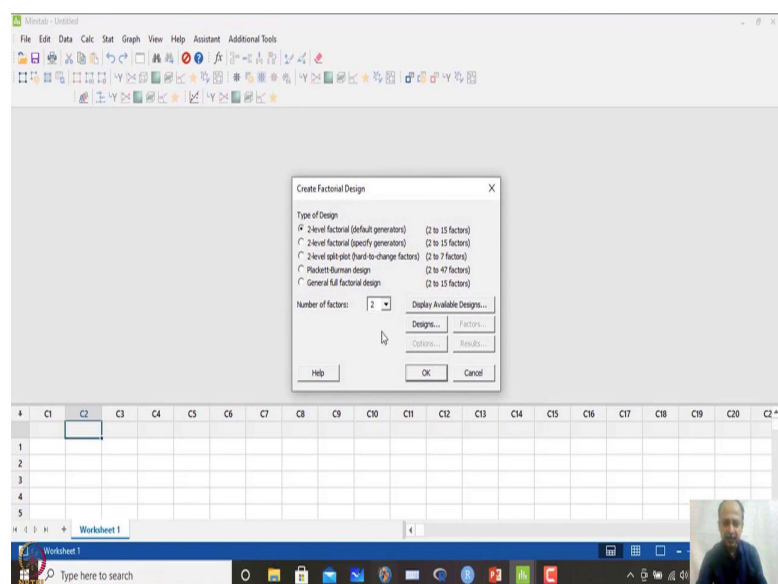 Minitab - Untitled
File Edit Data Calc Stat Graph View Help Assistant Additional Tools
Create Factorial Design X
Type of Design
2-level factorial (default generators) (2 to 15 factors)
2-level factorial (specify generators) (2 to 15 factors)
2-level split-plot (hard-to-change factors) (2 to 7 factors)
Plackett-Burman design (2 to 47 factors)
General full factorial design (2 to 15 factors)
Number of factors: 2 Display Available Designs...
Designs... Factors...
Options... Results...
Help OK Cancel
C1 C2 C3 C4 C5 C6 C7 C8 C9 C10 C11 C12 C13 C14 C15 C16 C17 C18 C19 C20
1
2
3
4
5
Worksheet 1
Worksheet 1
Type here to search